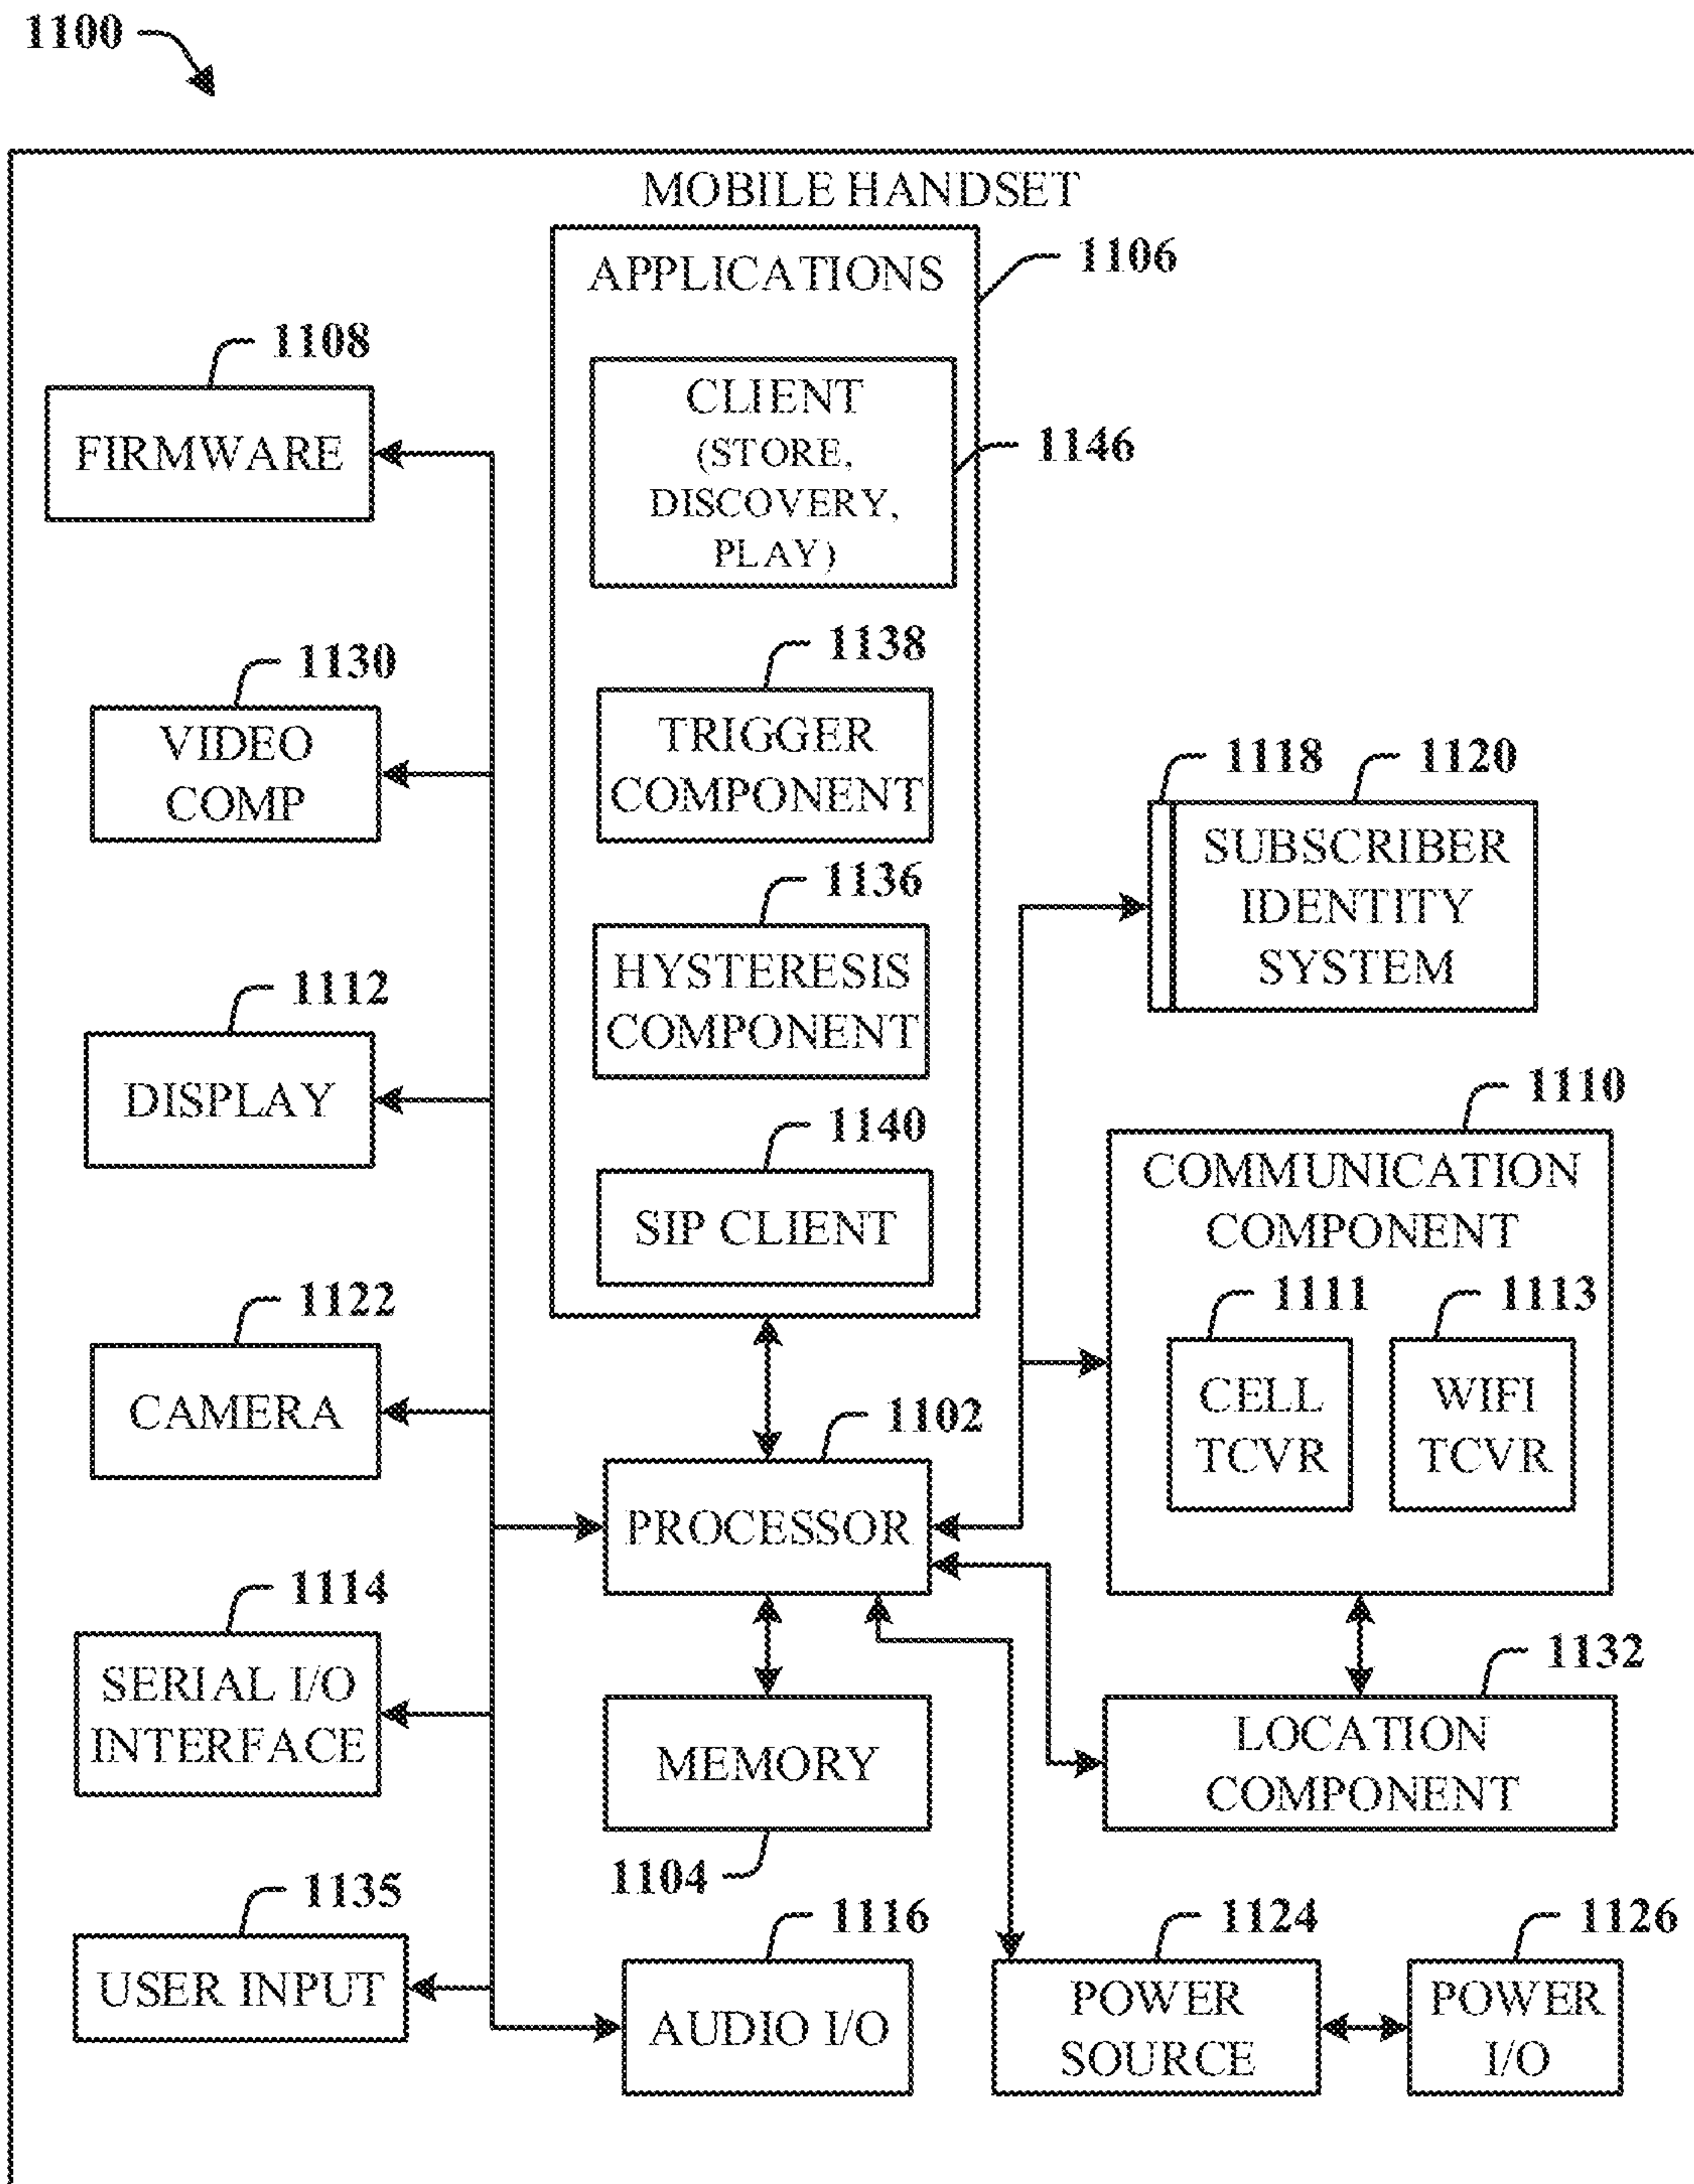 1100
MOBILE HANDSET
APPLICATIONS
1106
CLIENT
(STORE,
DISCOVERY,
PLAY)
1146
1138
TRIGGER
COMPONENT
1136
HYSTERESIS
COMPONENT
1140
SIP CLIENT
1108
FIRMWARE
1130
VIDEO
COMP
1112
DISPLAY
1122
CAMERA
1114
SERIAL I/O
INTERFACE
1135
USER INPUT
1102
PROCESSOR
MEMORY
1104
1116
AUDIO I/O
1118
1120
SUBSCRIBER
IDENTITY
SYSTEM
1110
COMMUNICATION
COMPONENT
1111
CELL
TCVR
1113
WIFI
TCVR
1132
LOCATION
COMPONENT
1124
POWER
SOURCE
1126
POWER
I/O